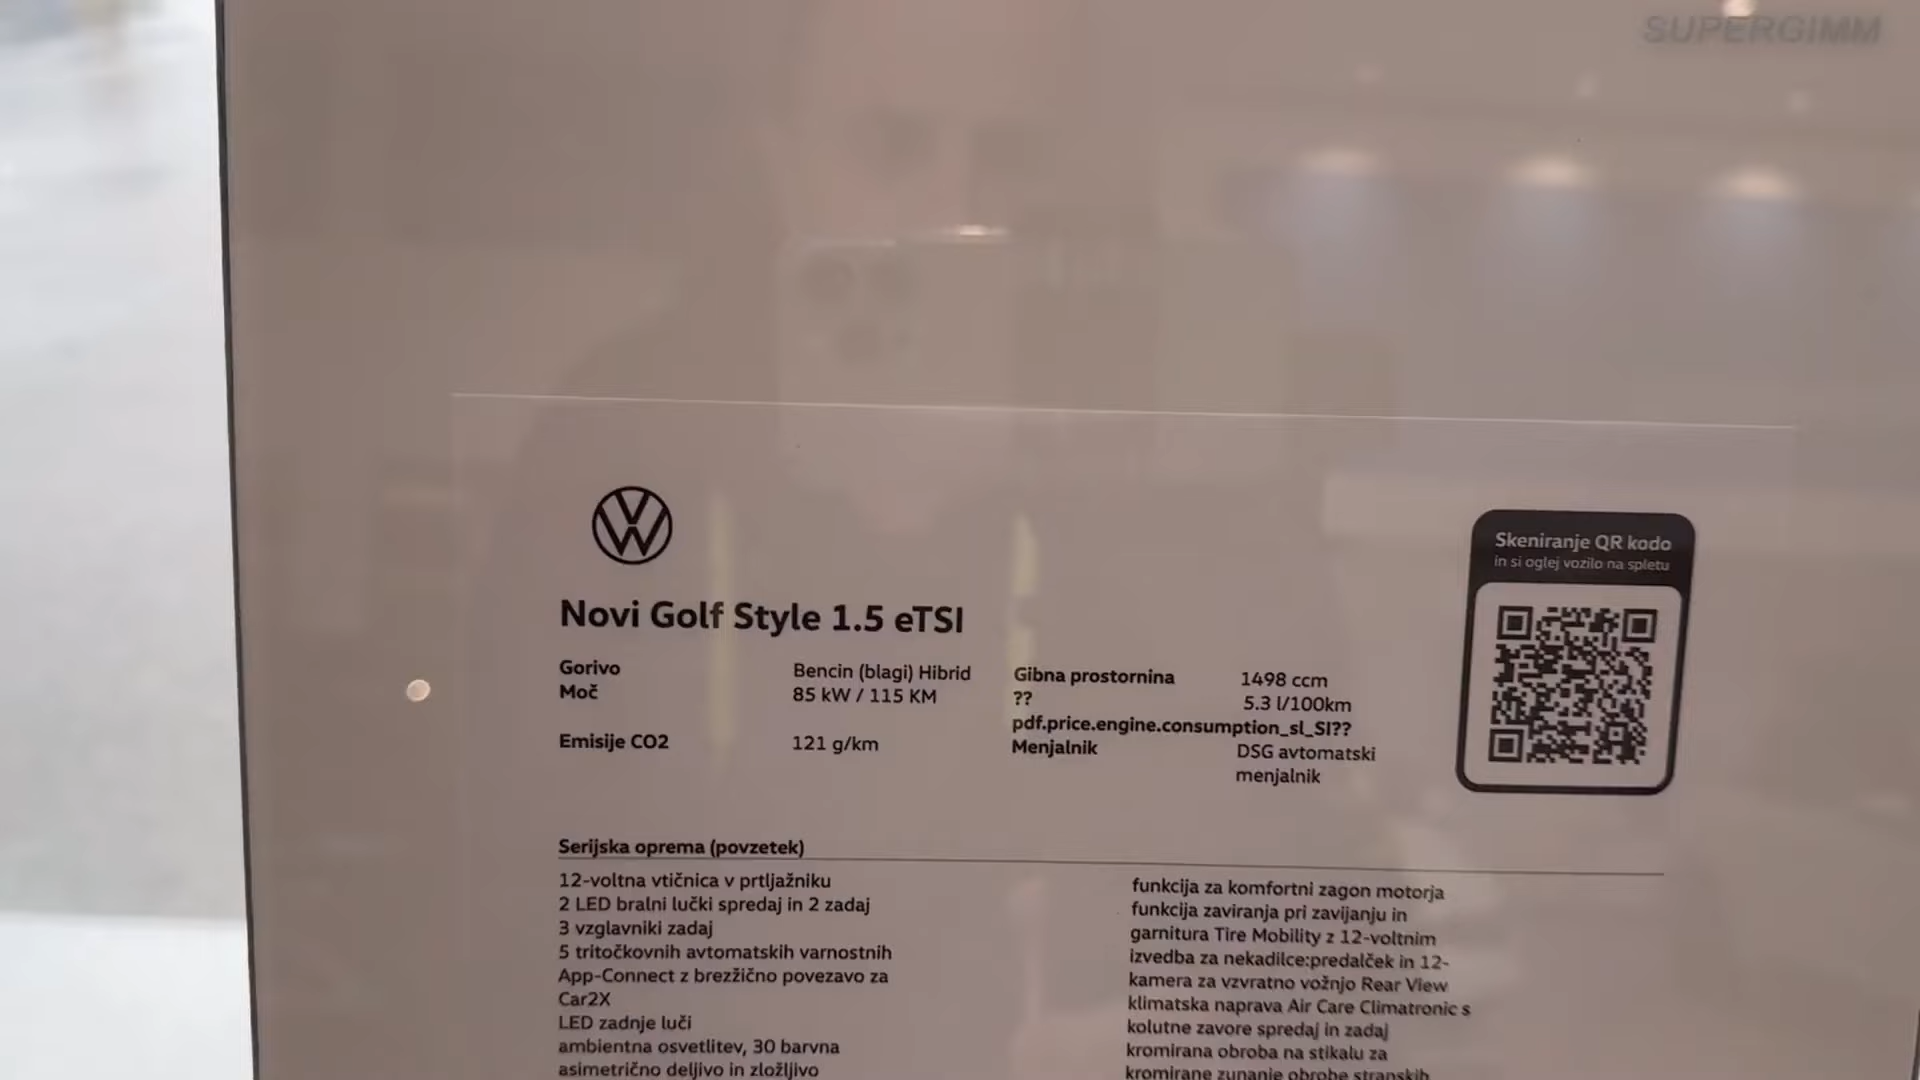 SUPERGIMM
Novi Golf Style 1.5 eTSI
Gorivo Bencin (blagi) Hibrid
Moč 85 kW / 115 KM
Emisije CO2 121 g/km
Gibna prostornina 1498 ccm
?? 5.3 l/100km
pdf.price.engine.consumption_sl_SI??
Menjalnik DSG avtomatski
menjalnik
Skeniranje QR kodo
in si oglej vozilo na spletu
Serijska oprema (povzetek)
12-voltna vtičnica v prtljažniku
2 LED bralni lučki spredaj in 2 zadaj
3 vzglavniki zadaj
5 tritočkovnih avtomatskih varnostnih
App-Connect z brezžično povezavo za
Car2X
LED zadnje luči
ambientna osvetlitev, 30 barvna
asimetrično deljivo in zložljivo
funkcija za komfortni zagon motorja
funkcija zaviranja pri zavijanju in
garnitura Tire Mobility z 12-voltnim
izvedba za nekadilce:predalček in 12-
kamera za vzvratno vožnjo Rear View
klimatska naprava Air Care Climatronic s
kolutne zavore spredaj in zadaj
kromirana obroba na stikalu za
kromirane zunanje obrobe stranskih